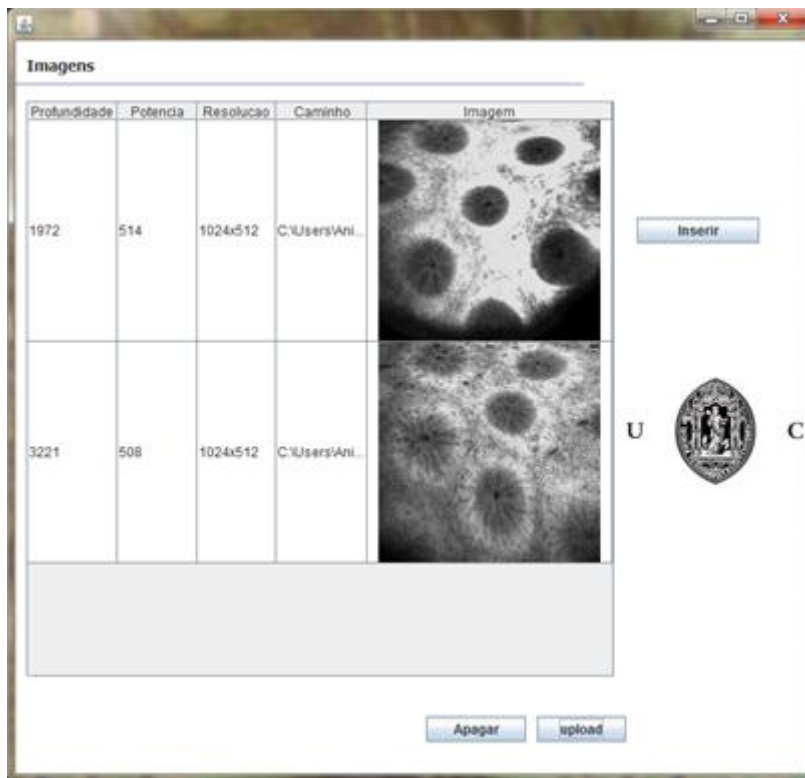 Imagens
Profundidade Potencia Resolucao Caminho Imagem
1972 514 1024x512 C:\Users\Ani...
Inserir
3221 508 1024x512 C:\Users\Ani...
U C
Apagar upload